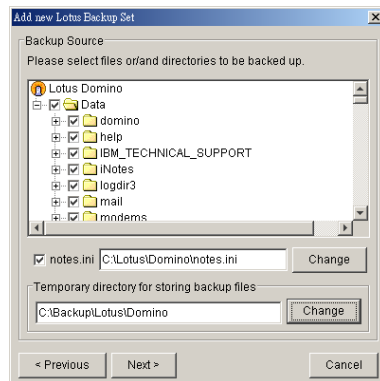 Add new Lotus Backup Set
Backup Source
Please select files or/and directories to be backed up.
Lotus Domino
Data
domino
help
IBM_TECHNICAL_SUPPORT
iNotes
logdir3
mail
modems
notes.ini C:\Lotus\Domino\notes.ini Change
Temporary directory for storing backup files
C:\Backup\Lotus\Domino Change
< Previous Next > Cancel